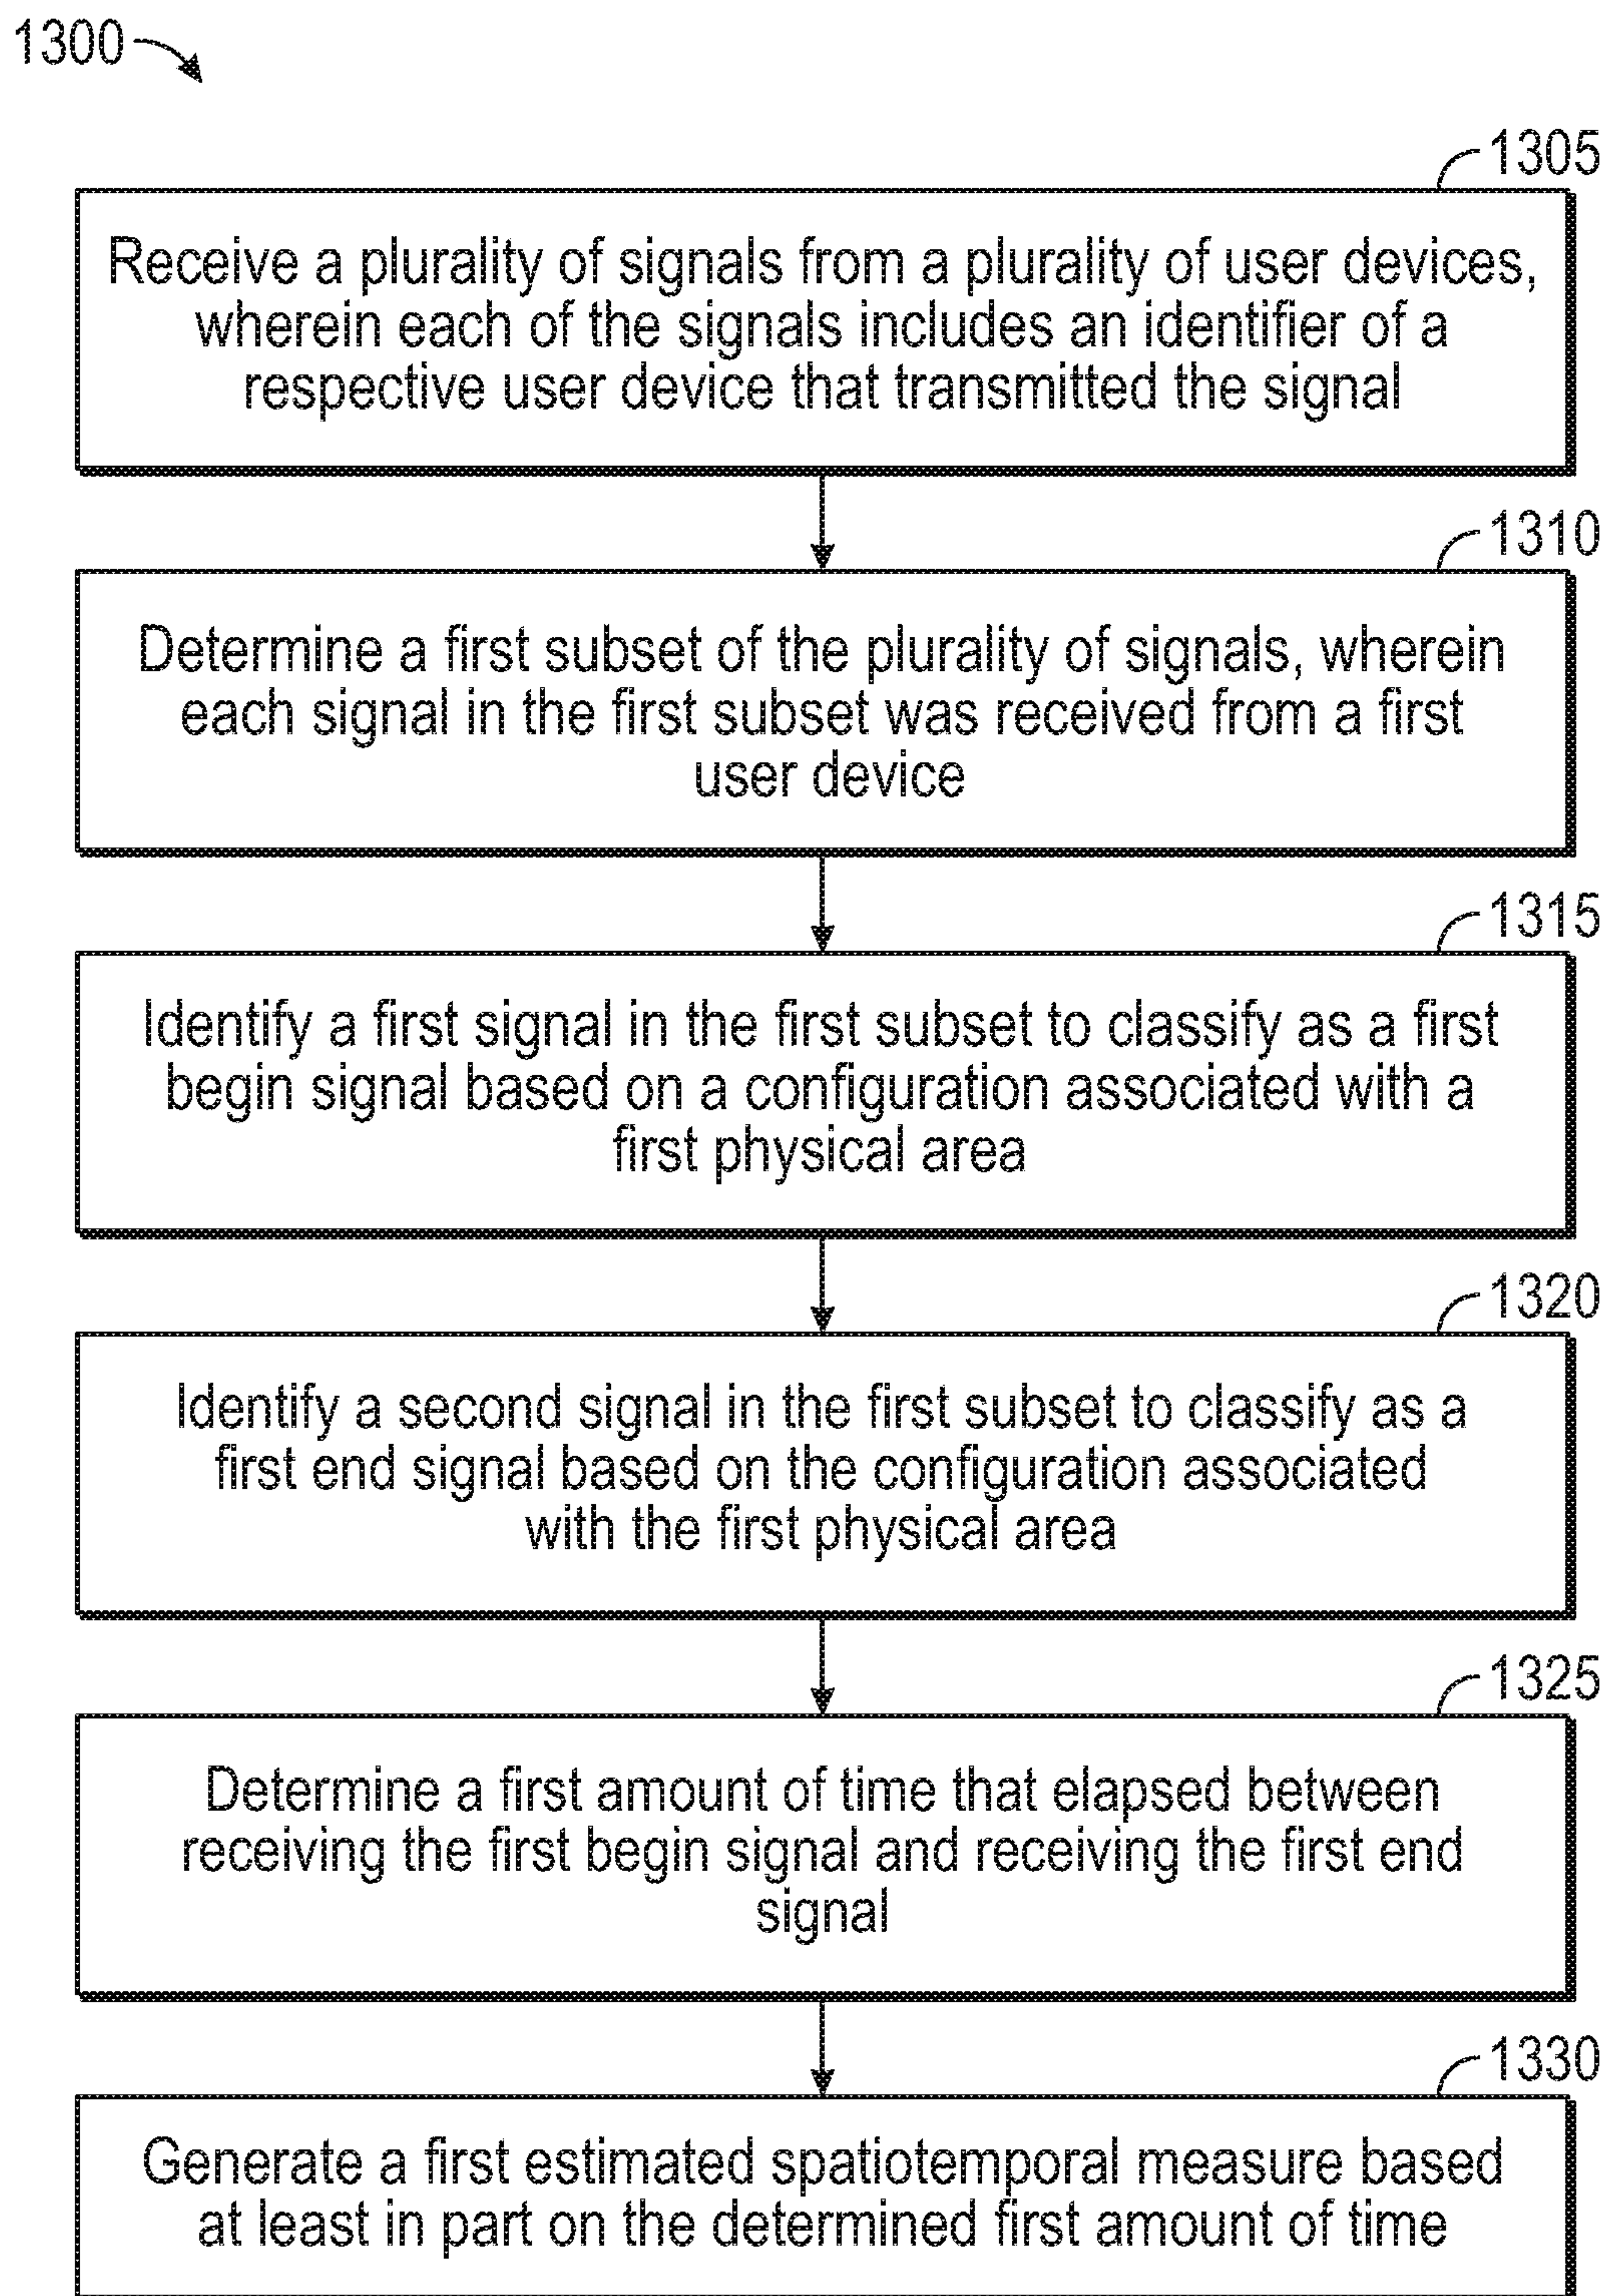 1300
1305
Receive a plurality of signals from a plurality of user devices,
wherein each of the signals includes an identifier of a
respective user device that transmitted the signal
1310
Determine a first subset of the plurality of signals, wherein
each signal in the first subset was received from a first
user device
1315
Identify a first signal in the first subset to classify as a first
begin signal based on a configuration associated with a
first physical area
1320
Identify a second signal in the first subset to classify as a
first end signal based on the configuration associated
with the first physical area
1325
Determine a first amount of time that elapsed between
receiving the first begin signal and receiving the first end
signal
1330
Generate a first estimated spatiotemporal measure based
at least in part on the determined first amount of time